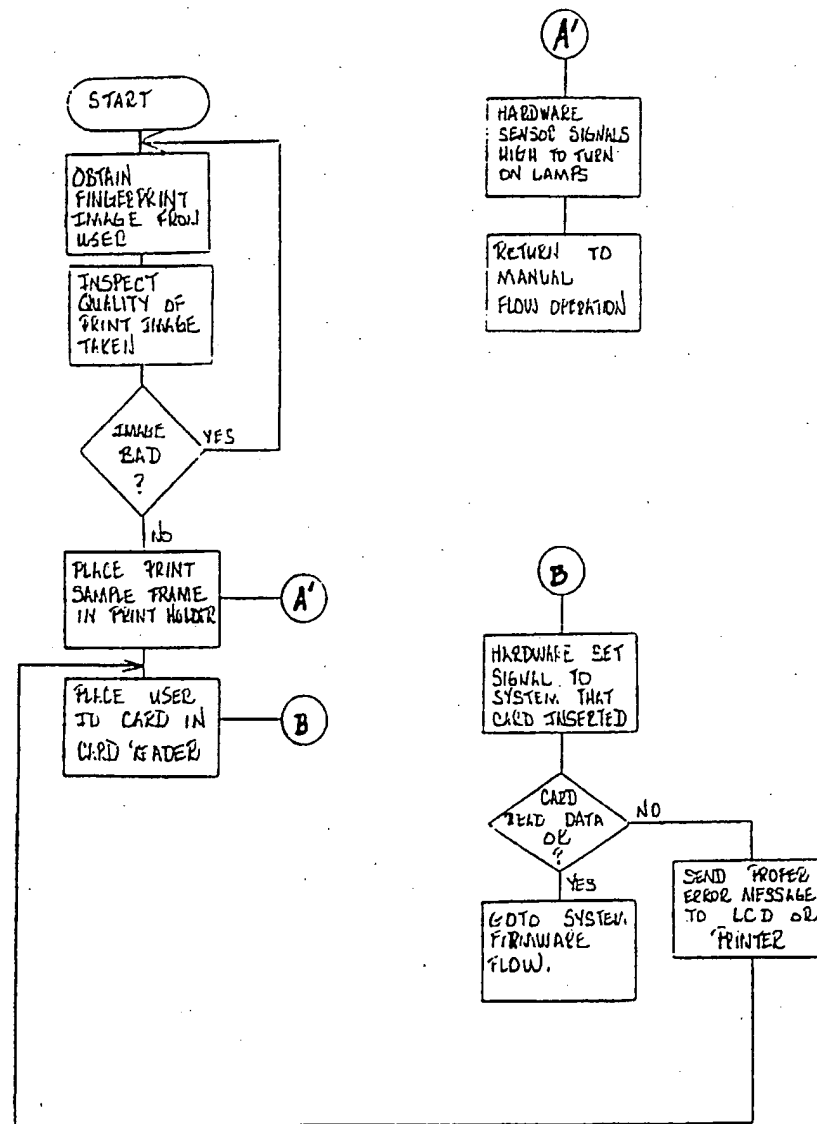 START
OBTAIN
FINGERPRINT
IMAGE FROM
USER
INSPECT
QUALITY OF
PRINT IMAGE
TAKEN
IMAGE
BAD
?
YES
NO
PLACE PRINT
SAMPLE FRAME
IN PRINT HOLDER
A'
PLACE USER
ID CARD IN
CARD READER
B
A'
HARDWARE
SENSOR SIGNALS
HIGH TO TURN
ON LAMPS
RETURN TO
MANUAL
FLOW OPERATION
B
HARDWARE SET
SIGNAL TO
SYSTEM THAT
CARD INSERTED
CARD
READ DATA
OK
?
NO
YES
GOTO SYSTEM
FIRMWARE
FLOW.
SEND PROPER
ERROR MESSAGE
TO LCD OR
PRINTER